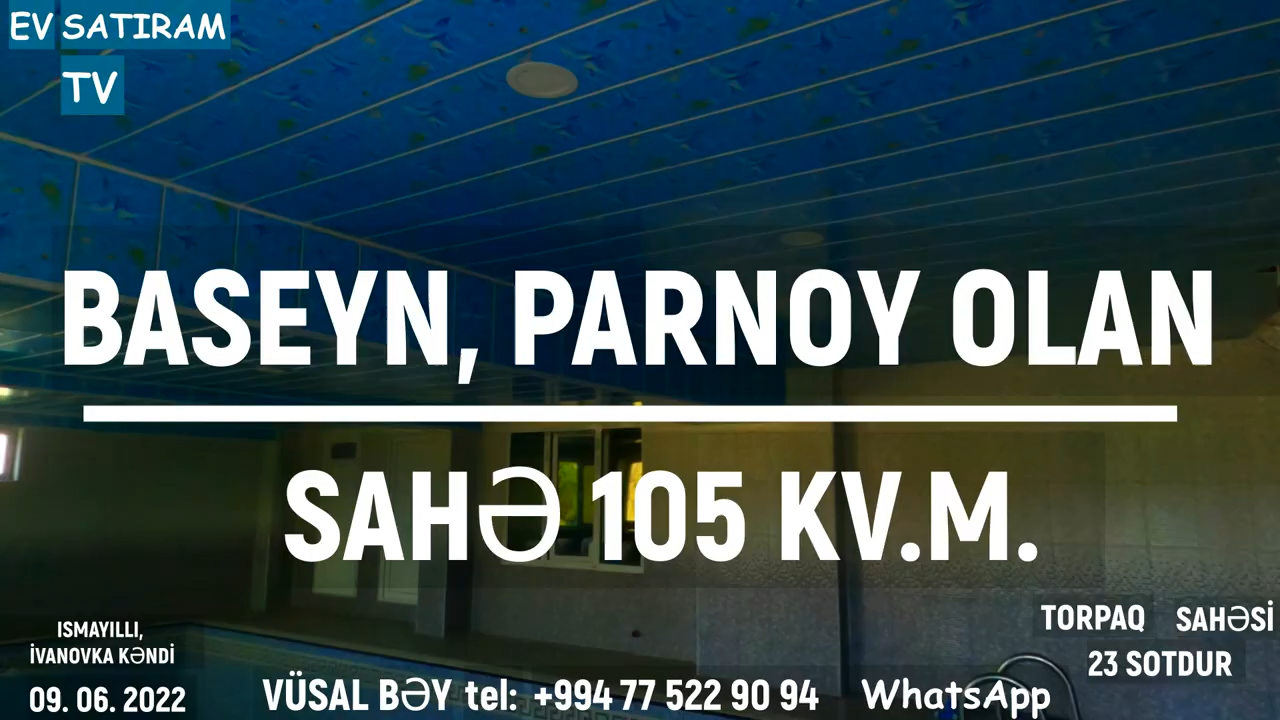 EV SATIRAM
TV
BASEYN, PARNOY OLAN
SAHƏ 105 KV.M.
ISMAYILLI,
İVANOVKA KƏNDİ
09. 06. 2022
VÜSAL BƏY tel: +994 77 522 90 94 WhatsApp
TORPAQ SAHƏSİ
23 SOTDUR